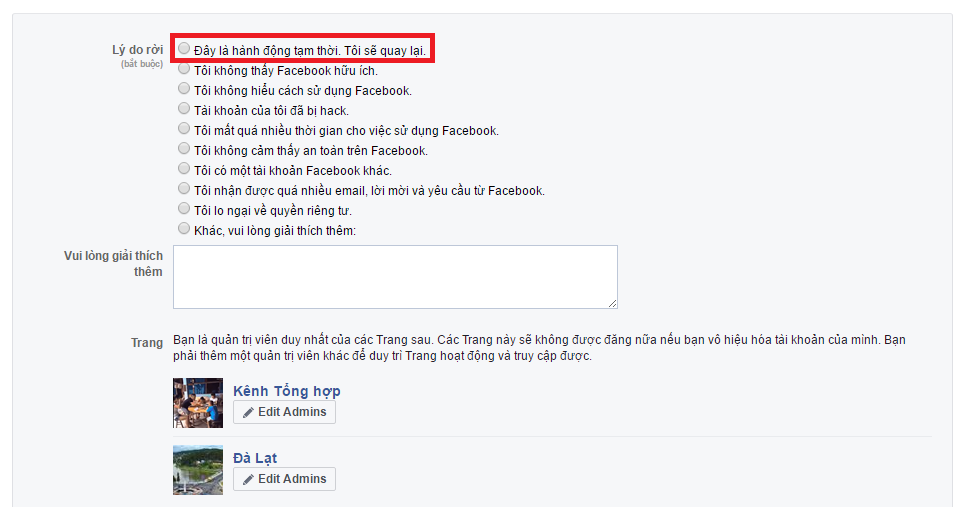 Lý do rời
(bắt buộc)
Đây là hành động tạm thời. Tôi sẽ quay lại.
Tôi không thấy Facebook hữu ích.
Tôi không hiểu cách sử dụng Facebook.
Tài khoản của tôi đã bị hack.
Tôi mất quá nhiều thời gian cho việc sử dụng Facebook.
Tôi không cảm thấy an toàn trên Facebook.
Tôi có một tài khoản Facebook khác.
Tôi nhận được quá nhiều email, lời mời và yêu cầu từ Facebook.
Tôi lo ngại về quyền riêng tư.
Khác, vui lòng giải thích thêm:
Vui lòng giải thích
thêm
Trang
Bạn là quản trị viên duy nhất của các Trang sau. Các Trang này sẽ không được đăng nữa nếu bạn vô hiệu hóa tài khoản của mình. Bạn
phải thêm một quản trị viên khác để duy trì Trang hoạt động và truy cập được.
Kênh Tổng hợp
Edit Admins
Đà Lạt
Edit Admins